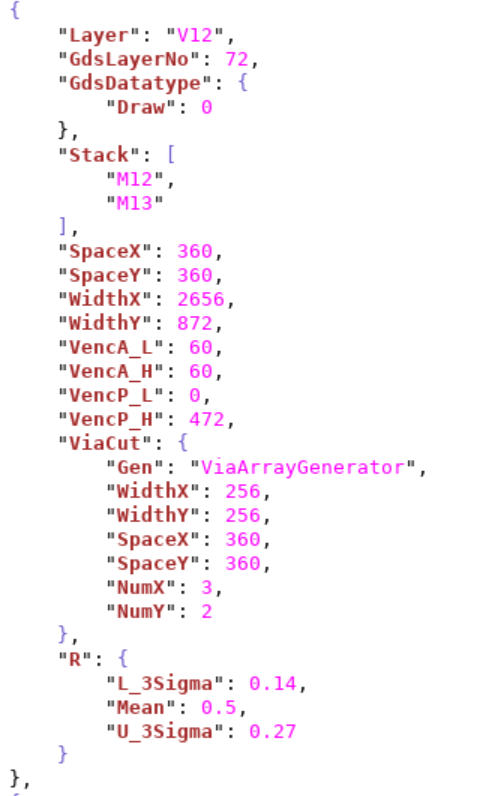 {
    "Layer": "V12",
    "GdsLayerNo": 72,
    "GdsDatatype": {
        "Draw": 0
    },
    "Stack": [
        "M12",
        "M13"
    ],
    "SpaceX": 360,
    "SpaceY": 360,
    "WidthX": 2656,
    "WidthY": 872,
    "VencA_L": 60,
    "VencA_H": 60,
    "VencP_L": 0,
    "VencP_H": 472,
    "ViaCut": {
        "Gen": "ViaArrayGenerator",
        "WidthX": 256,
        "WidthY": 256,
        "SpaceX": 360,
        "SpaceY": 360,
        "NumX": 3,
        "NumY": 2
    },
    "R": {
        "L_3Sigma": 0.14,
        "Mean": 0.5,
        "U_3Sigma": 0.27
    }
},